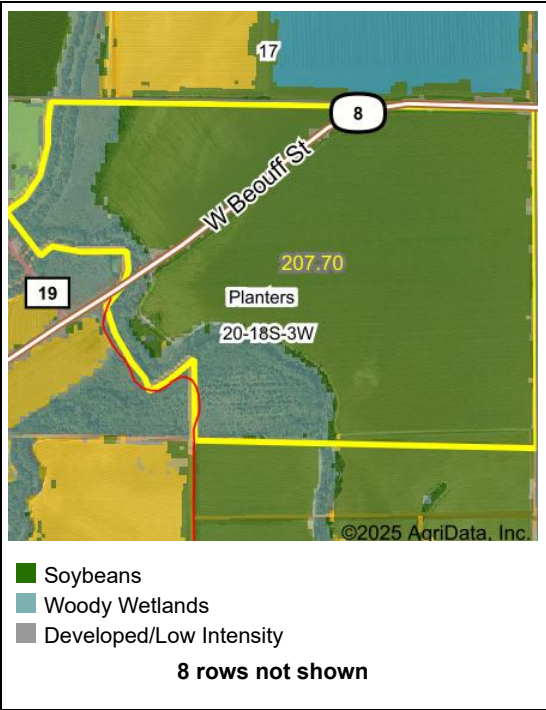 17
8
W Beouff St
207.70
19
Planters
20-18S-3W
©2025 AgriData, Inc.
Soybeans
Woody Wetlands
Developed/Low Intensity
8 rows not shown